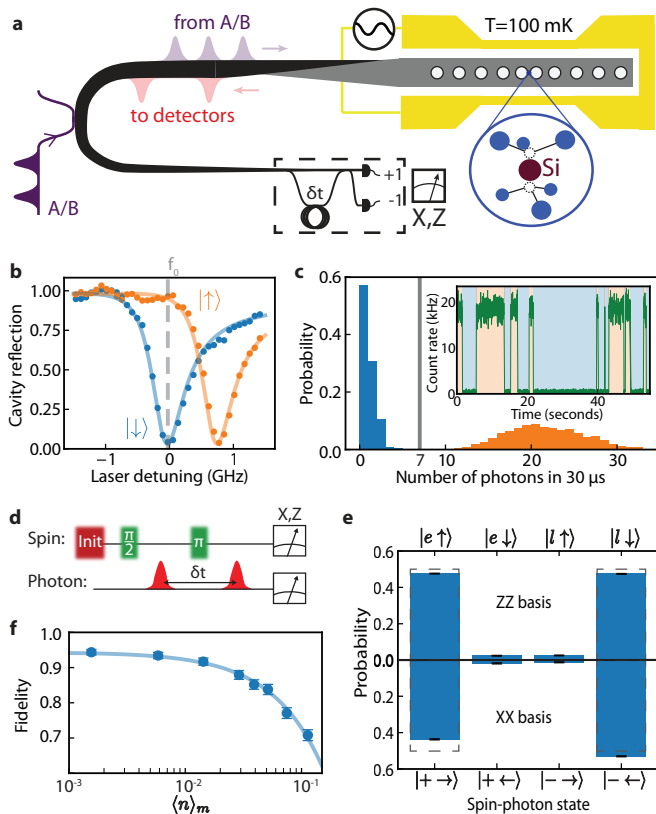 a
from A/B
T=100 mK
to detectors
A/B
δt
+1
-1
X,Z
Si
b
f₀
|↑⟩
|↓⟩
Cavity reflection
1.00
0.75
0.50
0.25
0.00
−1
0
1
Laser detuning (GHz)
c
Probability
0.6
0.4
0.2
0.0
0
7
10
20
30
Number of photons in 30 µs
Count rate (kHz)
20
10
0
0
20
40
Time (seconds)
d
X,Z
Spin:
Init
π/2
π
Photon:
δt
e
|e ↑⟩
|e ↓⟩
|l ↑⟩
|l ↓⟩
Probability
0.6
0.4
0.2
0.0
0.0
0.2
0.4
0.6
ZZ basis
XX basis
|+ →⟩
|+ ←⟩
|− →⟩
|− ←⟩
Spin-photon state
f
Fidelity
1.0
0.9
0.8
0.7
10⁻³
10⁻²
10⁻¹
⟨n⟩ₘ